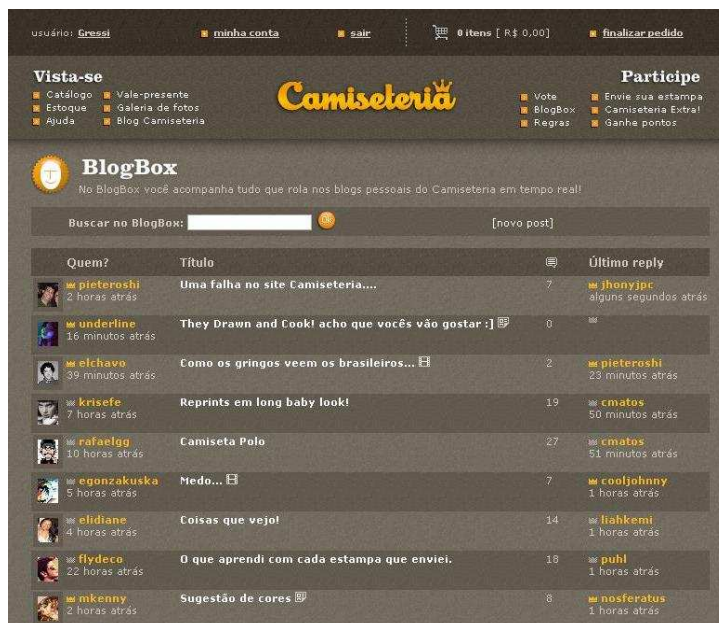 usuário: Gressi minha conta sair 0 itens [ R$ 0,00] finalizar pedido
Vista-se Camiseteria Participe
Catálogo Vale-presente Vote Envie sua estampa
Estoque Galeria de fotos BlogBox Camiseteria Extra!
Ajuda Blog Camiseteria Regras Ganhe pontos
BlogBox
No BlogBox você acompanha tudo que rola nos blogs pessoais do Camiseteria em tempo real!
Buscar no BlogBox: OK [novo post]
Quem? Título Último reply
pieteroshi Uma falha no site Camiseteria.... 7 jhonyjpc
2 horas atrás alguns segundos atrás
underline They Drawn and Cook! acho que vocês vão gostar :] 0
16 minutos atrás
elchavo Como os gringos veem os brasileiros... 2 pieteroshi
39 minutos atrás 23 minutos atrás
krisefe Reprints em long baby look! 19 cmatos
7 horas atrás 50 minutos atrás
rafaelgg Camiseta Polo 27 cmatos
10 horas atrás 51 minutos atrás
egonzakuska Medo... 7 cooljohnny
5 horas atrás 1 horas atrás
elidiane Coisas que vejo! 14 liahkemi
4 horas atrás 1 horas atrás
flydeco O que aprendi com cada estampa que enviei. 18 puhl
22 horas atrás 1 horas atrás
mkenny Sugestão de cores 8 nosferatus
2 horas atrás 1 horas atrás